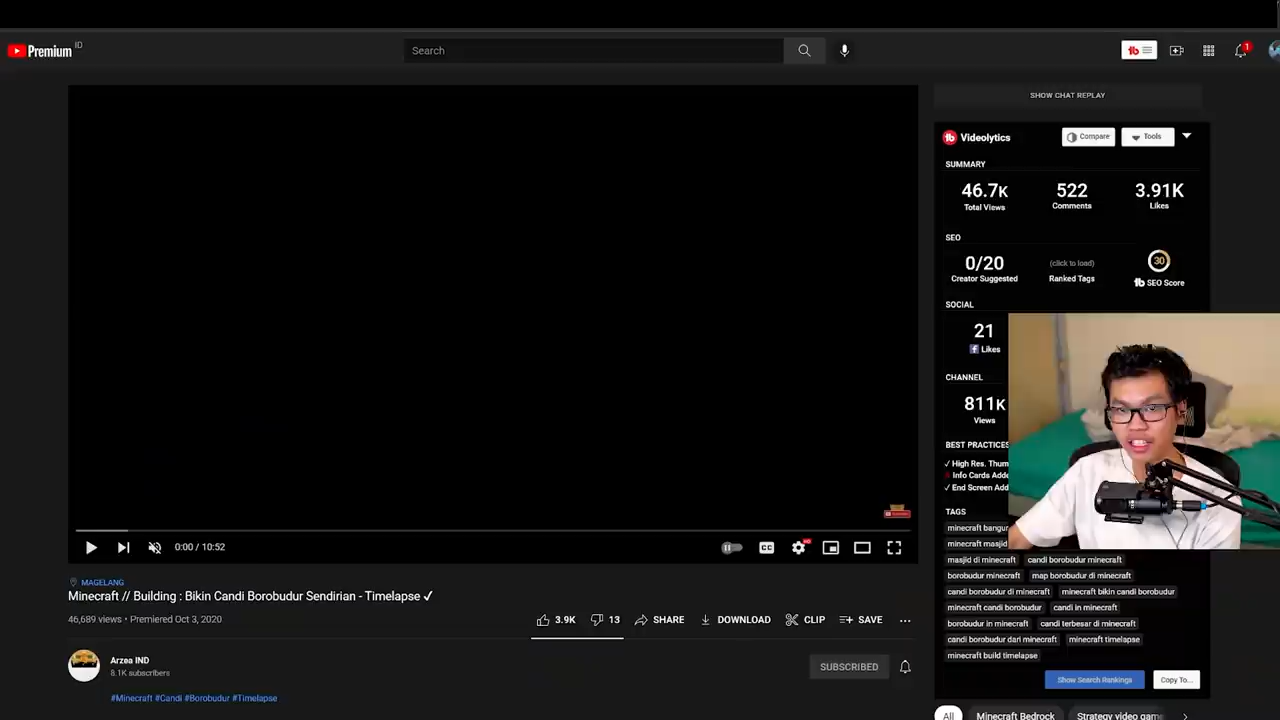 Premium ID
Search
1
SHOW CHAT REPLAY
Videolytics
Compare
Tools
SUMMARY
46.7K
522
3.91K
Total Views
Comments
Likes
SEO
0/20
(click to load)
30
Creator Suggested
Ranked Tags
tb SEO Score
SOCIAL
21
Likes
CHANNEL
811K
Views
BEST PRACTICES
✓ High Res. Thum
Info Cards Adde
✓ End Screen Add
TAGS
minecraft bangun
minecraft masjid
masjid di minecraft
candi borobudur minecraft
borobudur minecraft
map borobudur di minecraft
candi borobudur di minecraft
minecraft bikin candi borobudur
minecraft candi borobudur
candi in minecraft
borobudur in minecraft
candi terbesar di minecraft
candi borobudur dari minecraft
minecraft timelapse
minecraft build timelapse
Show Search Rankings
Copy To...
All
Minecraft Bedrock
Strategy video gam
0:00 / 10:52
CC
HD
MAGELANG
Minecraft // Building : Bikin Candi Borobudur Sendirian - Timelapse ✓
46,689 views • Premiered Oct 3, 2020
3.9K
13
SHARE
DOWNLOAD
CLIP
SAVE
...
Arzea IND
8.1K subscribers
SUBSCRIBED
#Minecraft #Candi #Borobudur #Timelapse